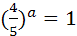 (4/5)^a = 1